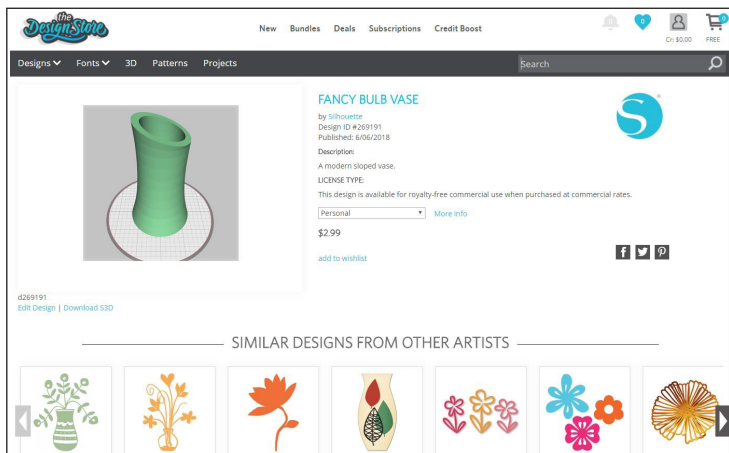 the
Design Store
New Bundles Deals Subscriptions Credit Boost
0
0
0
Cr: $0.00 FREE
Designs Fonts 3D Patterns Projects
Search
FANCY BULB VASE
by Silhouette
Design ID #269191
Published: 6/06/2018
Description:
A modern sloped vase.
LICENSE TYPE:
This design is available for royalty-free commercial use when purchased at commercial rates.
Personal More info
$2.99
add to wishlist
S
d269191
Edit Design | Download S3D
SIMILAR DESIGNS FROM OTHER ARTISTS